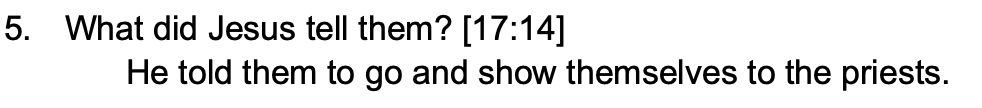 5. What did Jesus tell them? [17:14]
He told them to go and show themselves to the priests.